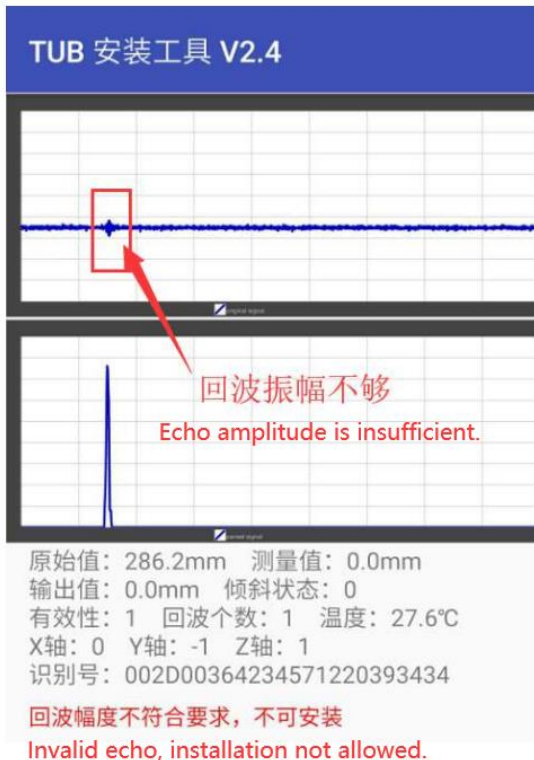 TUB 安装工具 V2.4
回波振幅不够
Echo amplitude is insufficient.
原始值：286.2mm 测量值：0.0mm
输出值：0.0mm 倾斜状态：0
有效性：1 回波个数：1 温度：27.6℃
X轴：0 Y轴：-1 Z轴：1
识别号：002D00364234571220393434
回波幅度不符合要求，不可安装
Invalid echo, installation not allowed.